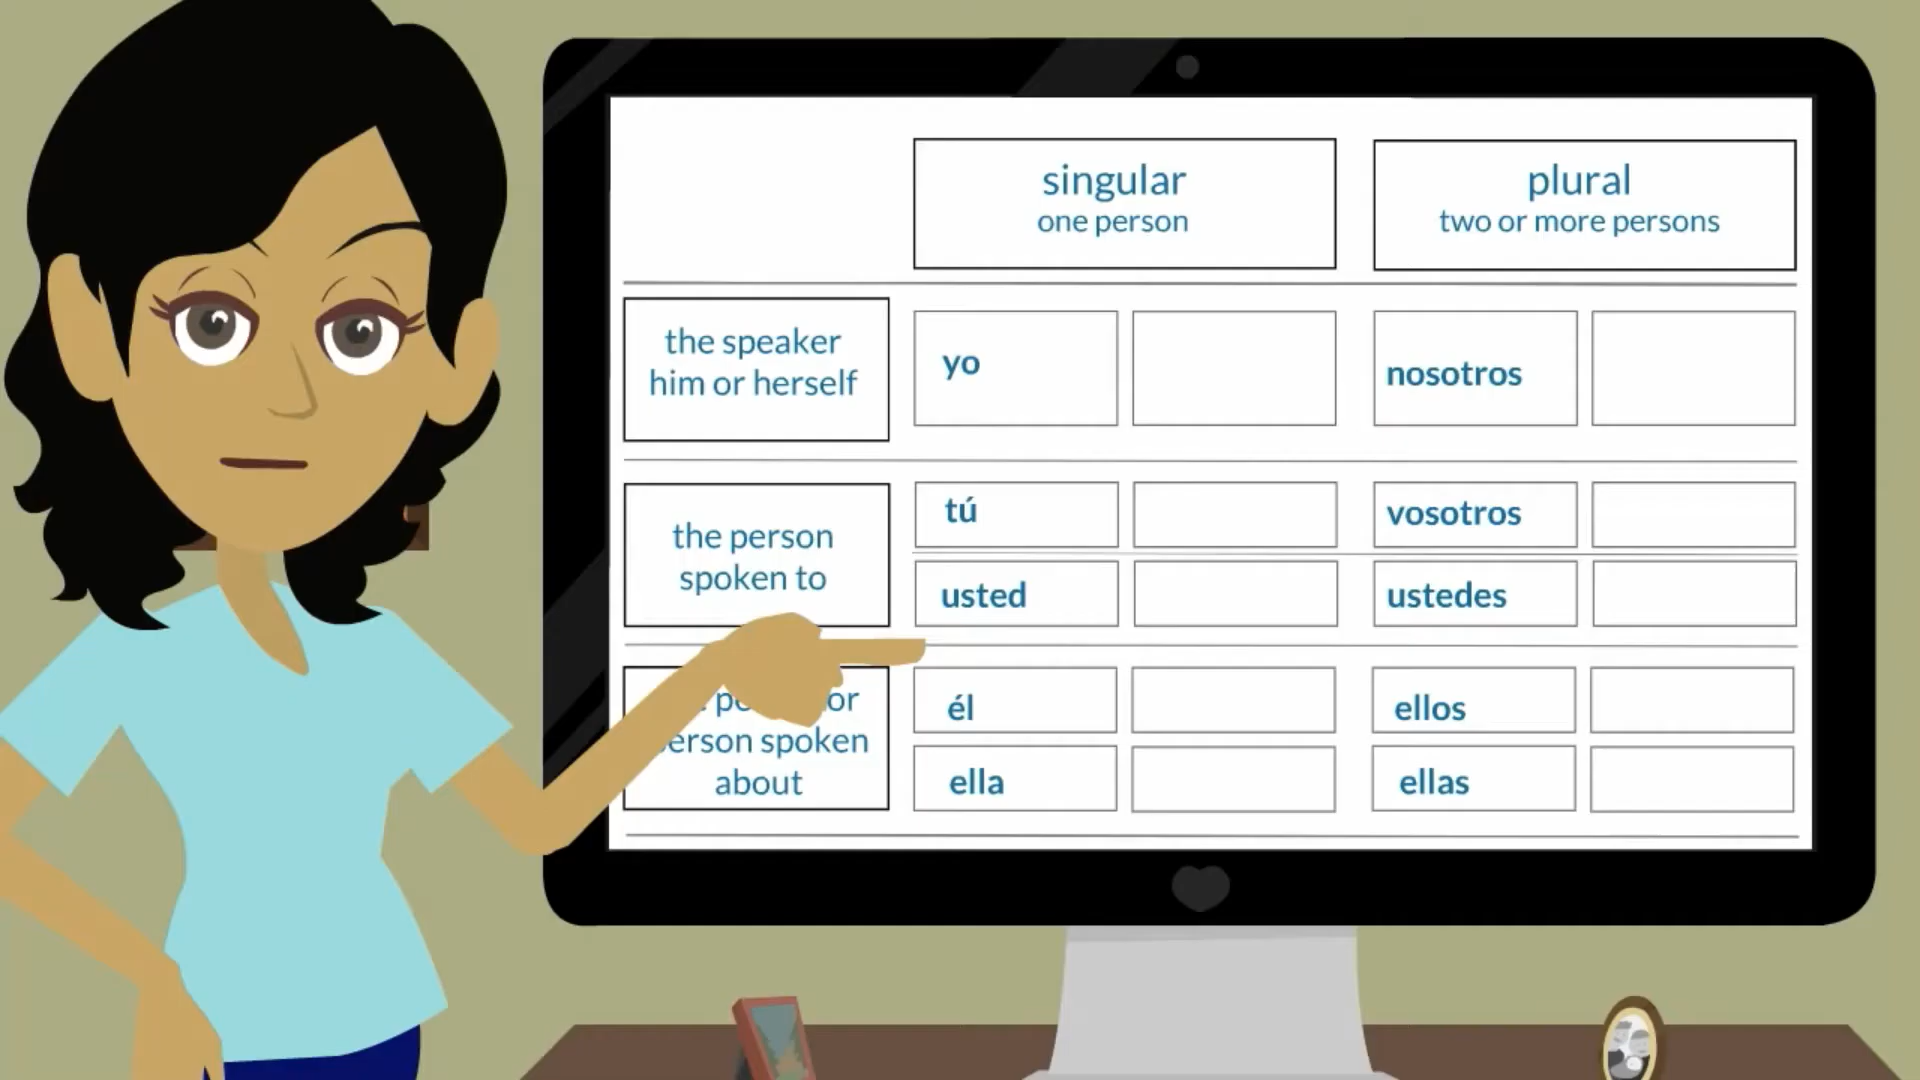 singular
one person
plural
two or more persons
the speaker
him or herself
yo
nosotros
the person
spoken to
tú
vosotros
usted
ustedes
or
spoken
about
él
ellos
ella
ellas